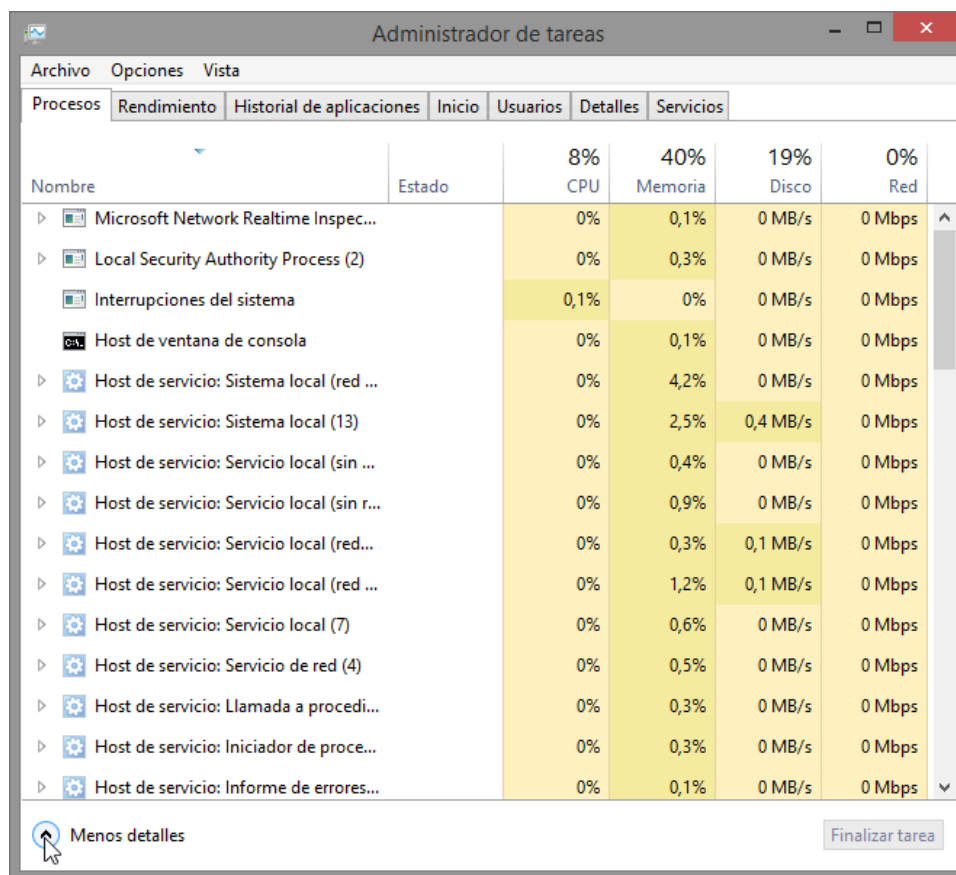 Administrador de tareas
Archivo Opciones Vista
Procesos Rendimiento Historial de aplicaciones Inicio Usuarios Detalles Servicios
8% 40% 19% 0%
Nombre Estado CPU Memoria Disco Red
Microsoft Network Realtime Inspec... 0% 0,1% 0 MB/s 0 Mbps
Local Security Authority Process (2) 0% 0,3% 0 MB/s 0 Mbps
Interrupciones del sistema 0,1% 0% 0 MB/s 0 Mbps
Host de ventana de consola 0% 0,1% 0 MB/s 0 Mbps
Host de servicio: Sistema local (red ... 0% 4,2% 0 MB/s 0 Mbps
Host de servicio: Sistema local (13) 0% 2,5% 0,4 MB/s 0 Mbps
Host de servicio: Servicio local (sin ... 0% 0,4% 0 MB/s 0 Mbps
Host de servicio: Servicio local (sin r... 0% 0,9% 0 MB/s 0 Mbps
Host de servicio: Servicio local (red... 0% 0,3% 0,1 MB/s 0 Mbps
Host de servicio: Servicio local (red ... 0% 1,2% 0,1 MB/s 0 Mbps
Host de servicio: Servicio local (7) 0% 0,6% 0 MB/s 0 Mbps
Host de servicio: Servicio de red (4) 0% 0,5% 0 MB/s 0 Mbps
Host de servicio: Llamada a procedi... 0% 0,3% 0 MB/s 0 Mbps
Host de servicio: Iniciador de proce... 0% 0,3% 0 MB/s 0 Mbps
Host de servicio: Informe de errores... 0% 0,1% 0 MB/s 0 Mbps
Menos detalles Finalizar tarea